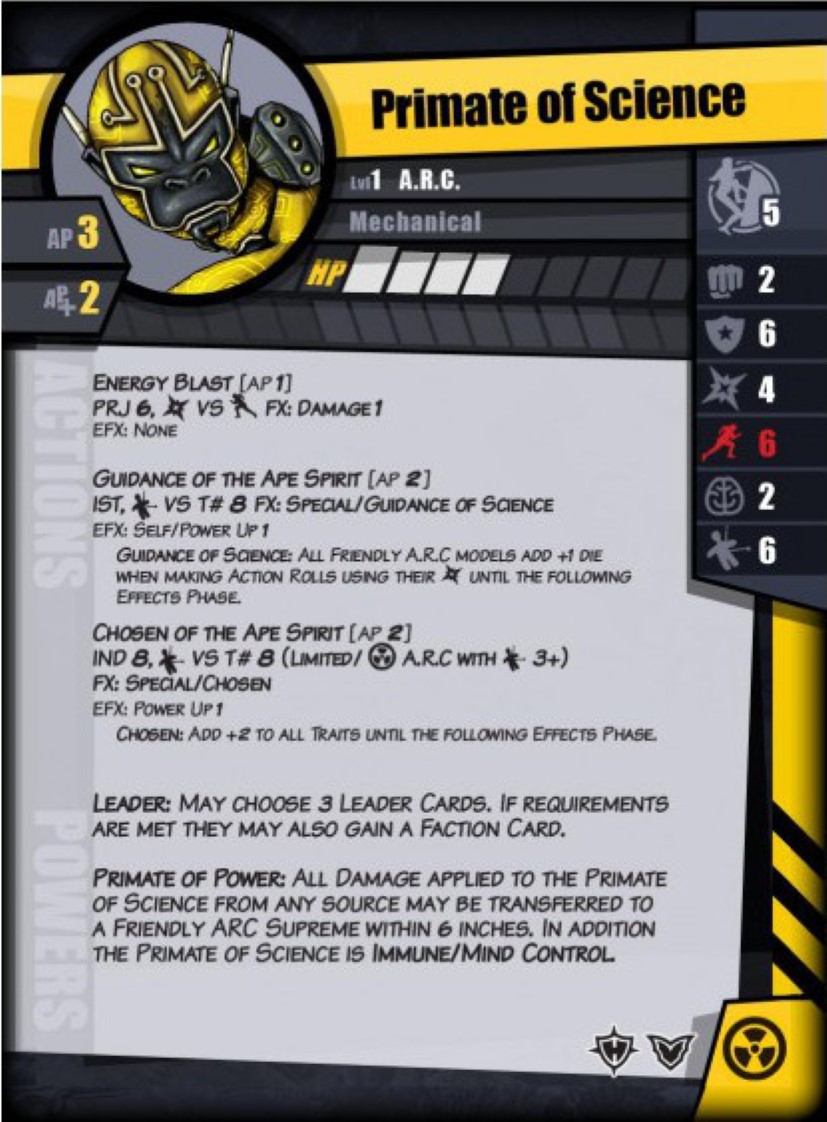 Primate of Science
Lvl1 A.R.C.
Mechanical
AP 3
AP+ 2
HP
5
2
6
4
6
2
6
ACTIONS
ENERGY BLAST [AP 1]
PRJ 6, VS FX: DAMAGE 1
EFX: NONE
GUIDANCE OF THE APE SPIRIT [AP 2]
IST, VS T# 8 FX: SPECIAL/GUIDANCE OF SCIENCE
EFX: SELF/POWER UP 1
GUIDANCE OF SCIENCE: ALL FRIENDLY A.R.C MODELS ADD +1 DIE
WHEN MAKING ACTION ROLLS USING THEIR UNTIL THE FOLLOWING
EFFECTS PHASE.
CHOSEN OF THE APE SPIRIT [AP 2]
IND 8, VS T# 8 (LIMITED/ A.R.C WITH 3+)
FX: SPECIAL/CHOSEN
EFX: POWER UP 1
CHOSEN: ADD +2 TO ALL TRAITS UNTIL THE FOLLOWING EFFECTS PHASE.
POWERS
LEADER: MAY CHOOSE 3 LEADER CARDS. IF REQUIREMENTS
ARE MET THEY MAY ALSO GAIN A FACTION CARD.
PRIMATE OF POWER: ALL DAMAGE APPLIED TO THE PRIMATE
OF SCIENCE FROM ANY SOURCE MAY BE TRANSFERRED TO
A FRIENDLY ARC SUPREME WITHIN 6 INCHES. IN ADDITION
THE PRIMATE OF SCIENCE IS IMMUNE/MIND CONTROL.
H